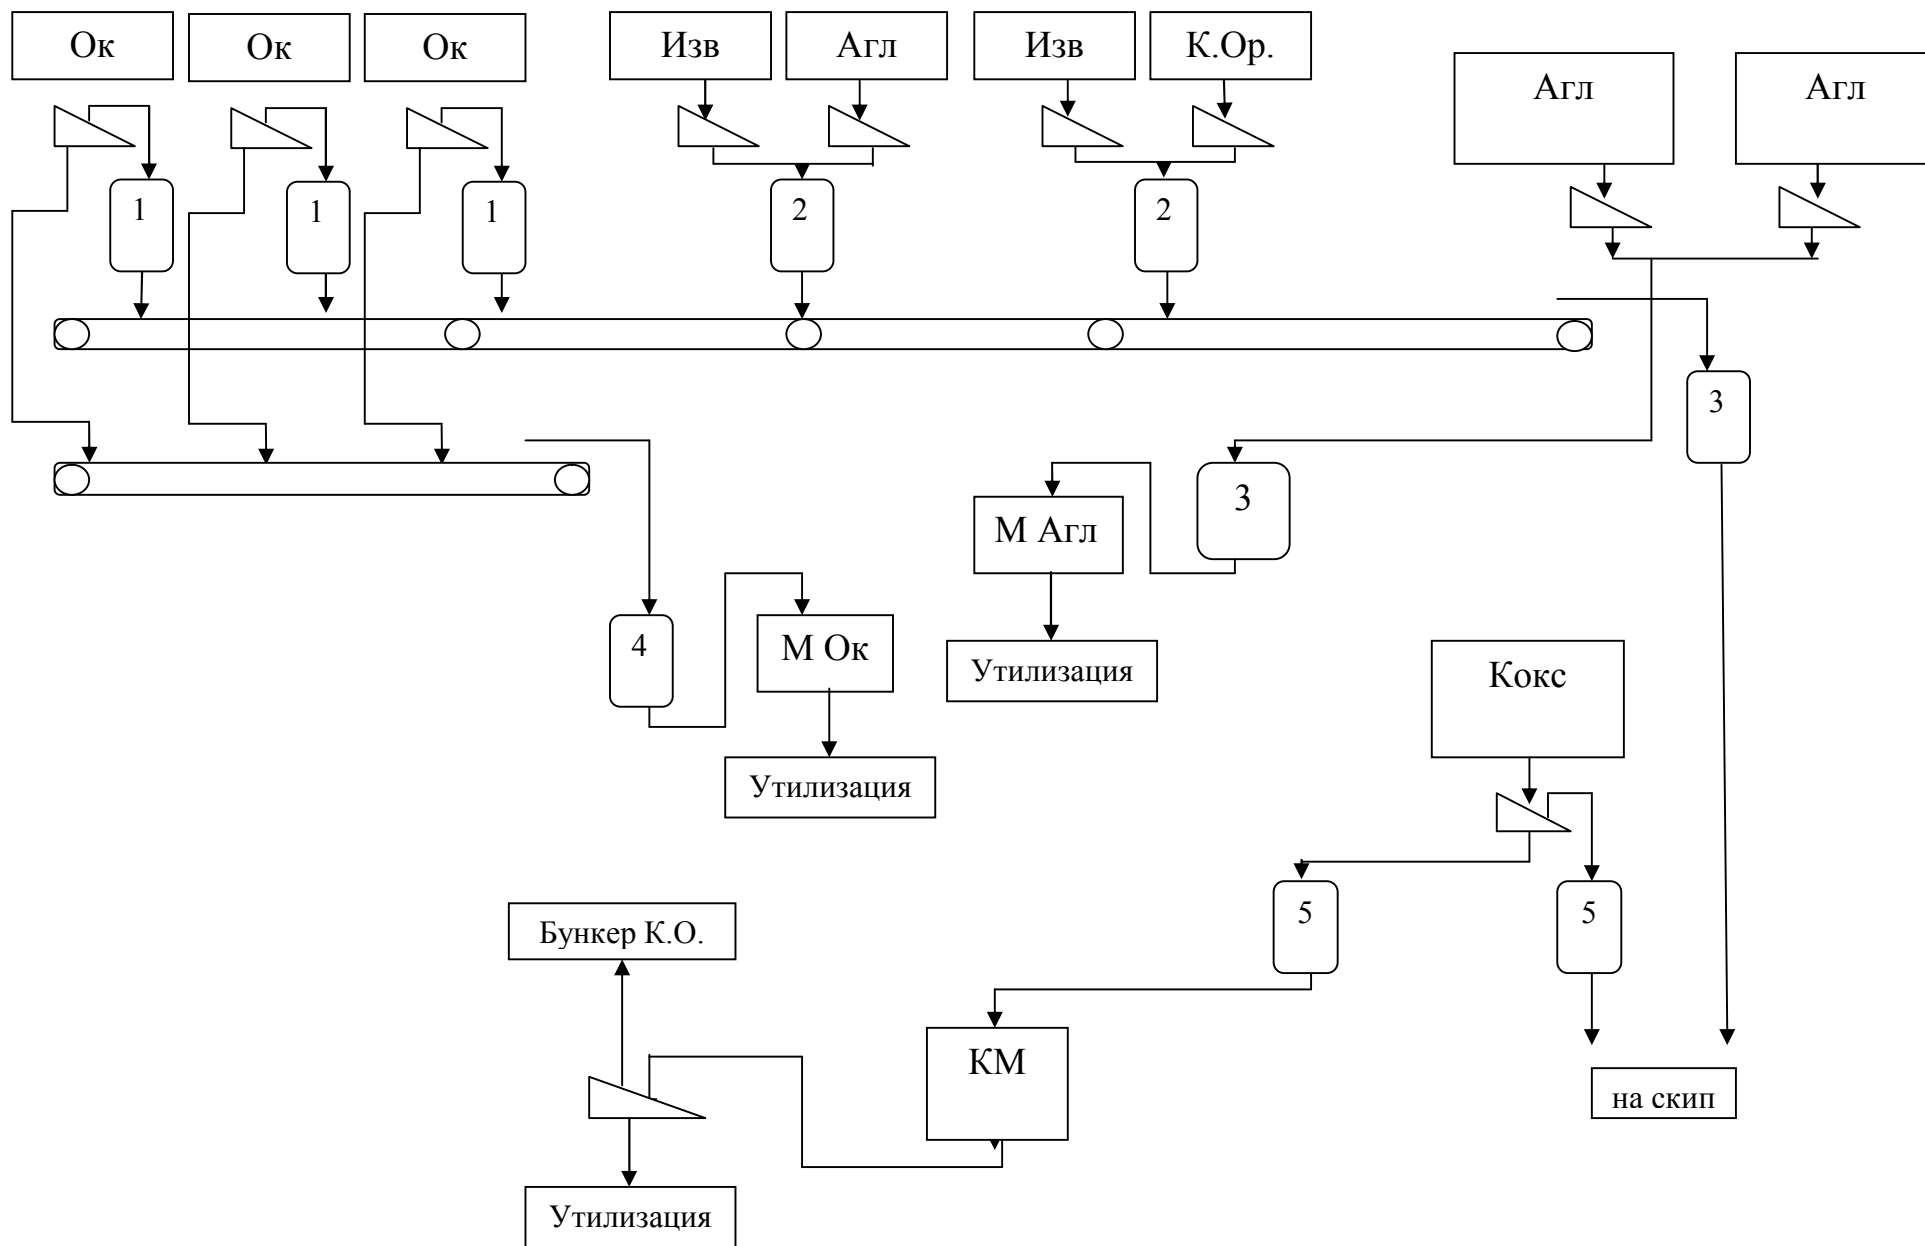 Ок
Ок
Ок
Изв
Агл
Изв
К.Ор.
Агл
Агл
1
1
1
2
2
3
3
М Агл
4
М Ок
Утилизация
Кокс
Утилизация
5
5
Бункер К.О.
КМ
на скип
Утилизация